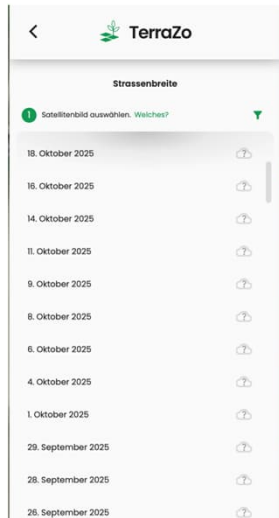 TerraZo
Strassenbreite
1 Satellitenbild auswählen. Welches?
18. Oktober 2025 ?
16. Oktober 2025 ?
14. Oktober 2025 ?
11. Oktober 2025 ?
9. Oktober 2025 ?
8. Oktober 2025 ?
6. Oktober 2025 ?
4. Oktober 2025 ?
1. Oktober 2025 ?
29. September 2025 ?
28. September 2025 ?
26. September 2025 ?